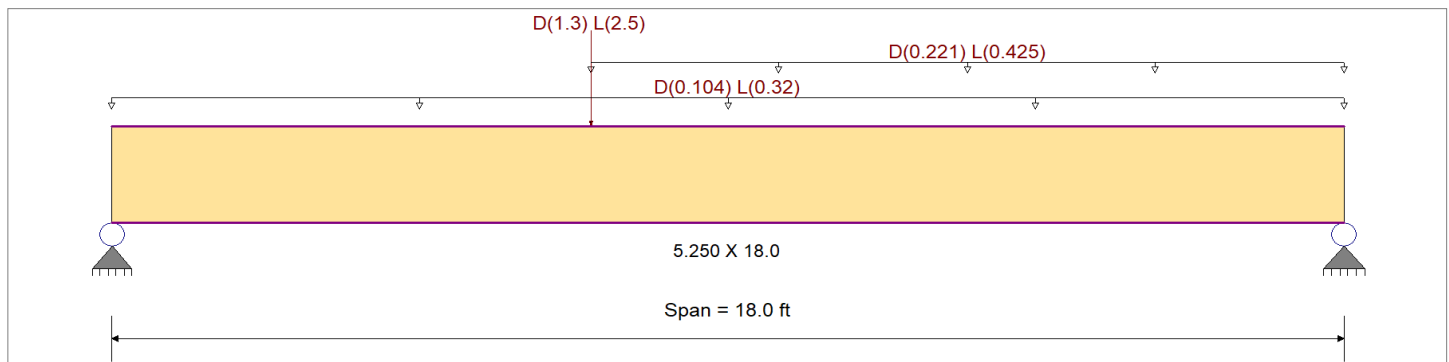 D(1.3) L(2.5)
D(0.221) L(0.425)
D(0.104) L(0.32)
5.250 X 18.0
Span = 18.0 ft